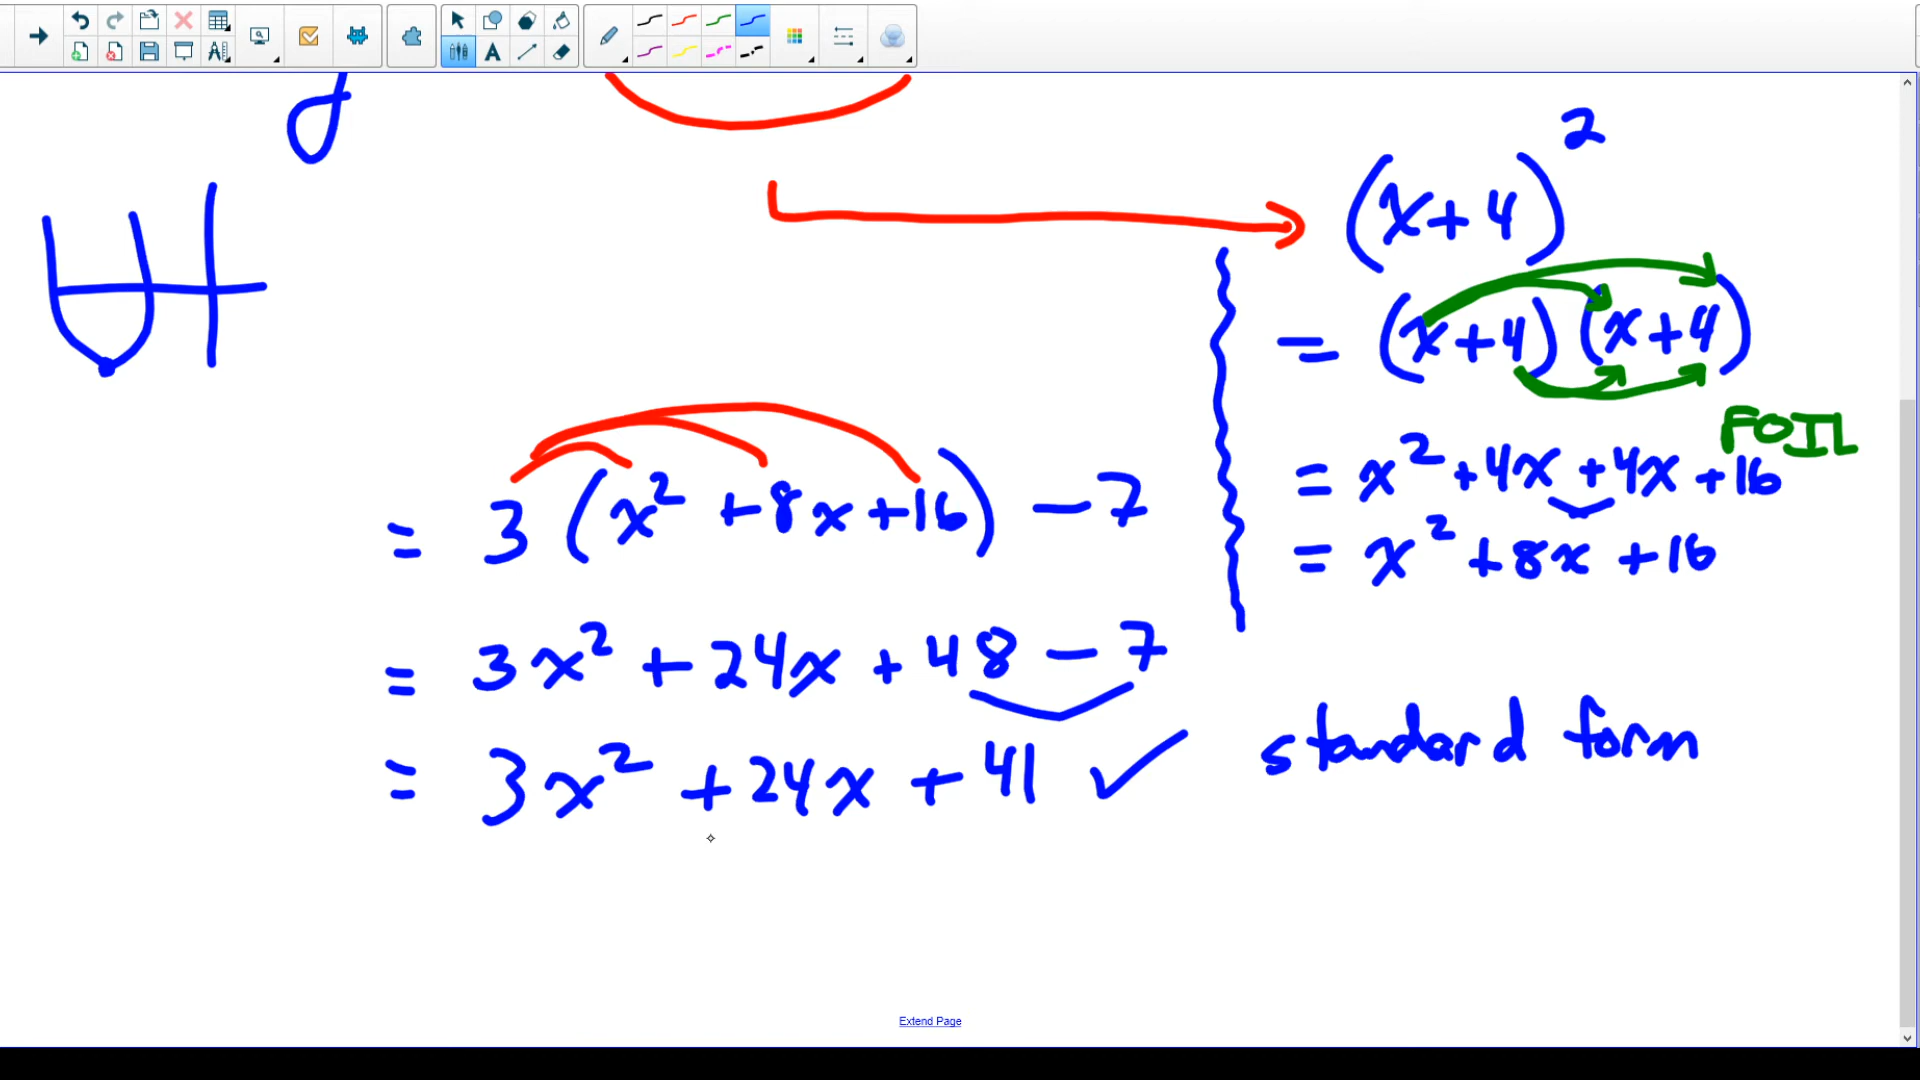 y
(x+4)²
= (x+4)(x+4)
FOIL
= x² +4x +4x +16
= x² +8x +16
= 3(x² +8x +16) -7
= 3x² + 24x + 48 - 7
= 3x² + 24x + 41 ✓ standard form
Extend Page